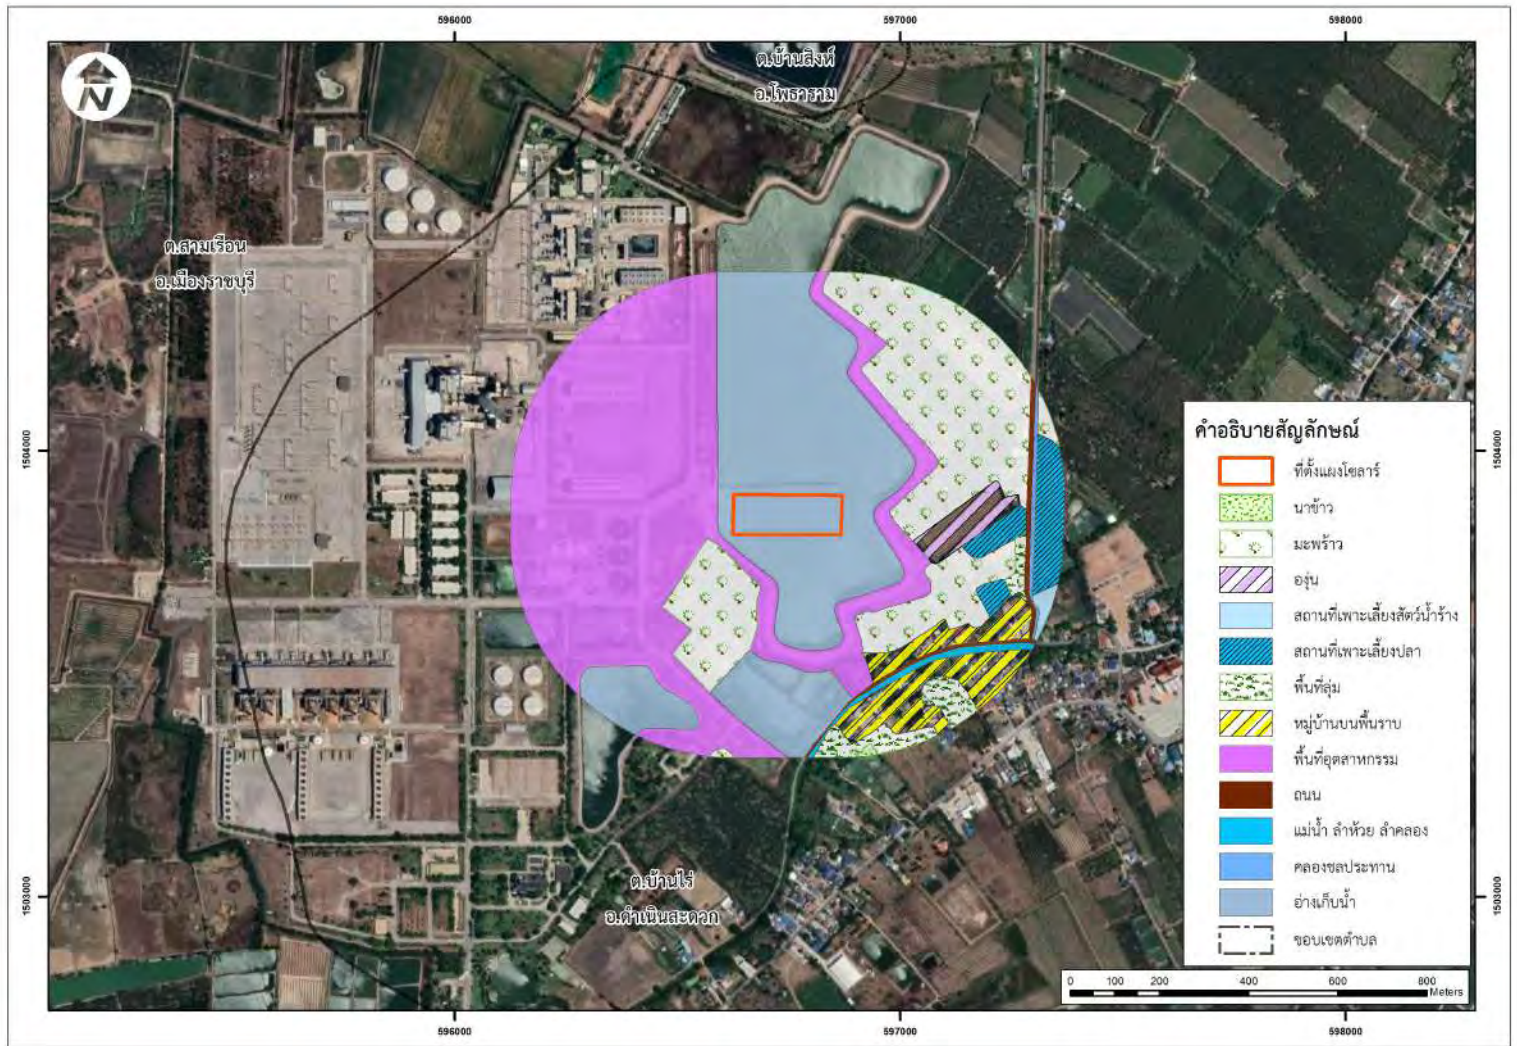 596000
597000
598000
ต.บ้านสิงห์
อ.โพธาราม
N
ต.สามเรือน
อ.เมืองราชบุรี
1504000
1504000
คำอธิบายสัญลักษณ์
ที่ตั้งแผงโซลาร์
นาข้าว
มะพร้าว
องุ่น
สถานที่เพาะเลี้ยงสัตว์น้ำร้าง
สถานที่เพาะเลี้ยงปลา
พื้นที่ลุ่ม
หมู่บ้านบนพื้นราบ
พื้นที่อุตสาหกรรม
ถนน
แม่น้ำ ลำห้วย ลำคลอง
คลองชลประทาน
อ่างเก็บน้ำ
ขอบเขตตำบล
ต.บ้านไร่
อ.ดำเนินสะดวก
1503000
1503000
0 100 200 400 600 800
Meters
596000
597000
598000